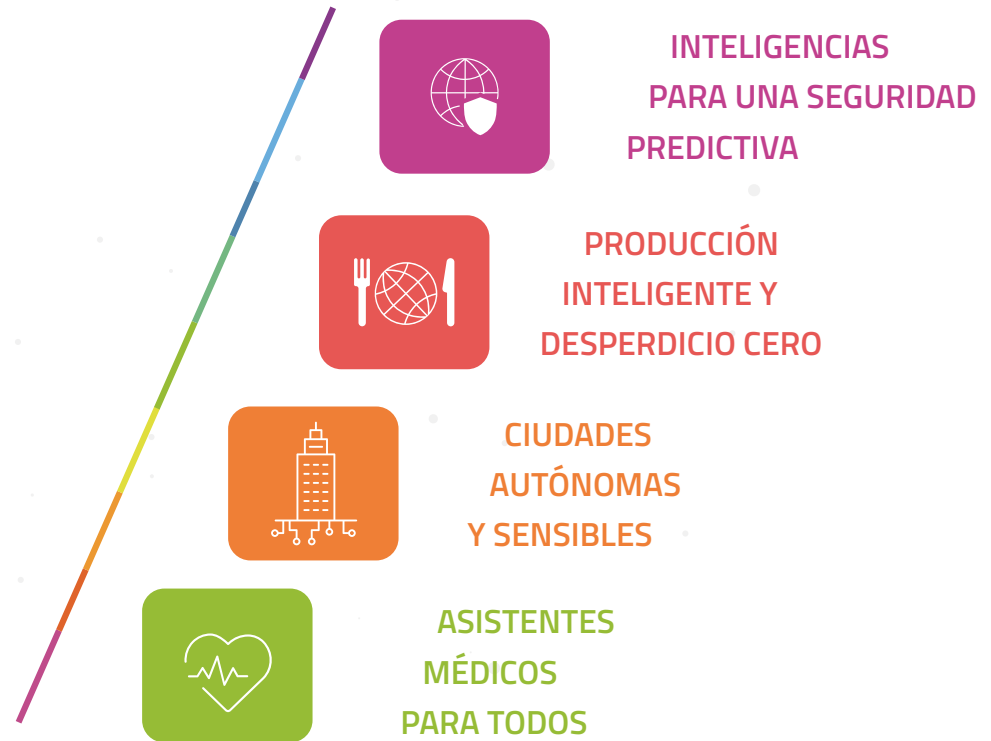 INTELIGENCIAS
PARA UNA SEGURIDAD
PREDICTIVA
PRODUCCIÓN
INTELIGENTE Y
DESPERDICIO CERO
CIUDADES
AUTÓNOMAS
Y SENSIBLES
ASISTENTES
MÉDICOS
PARA TODOS